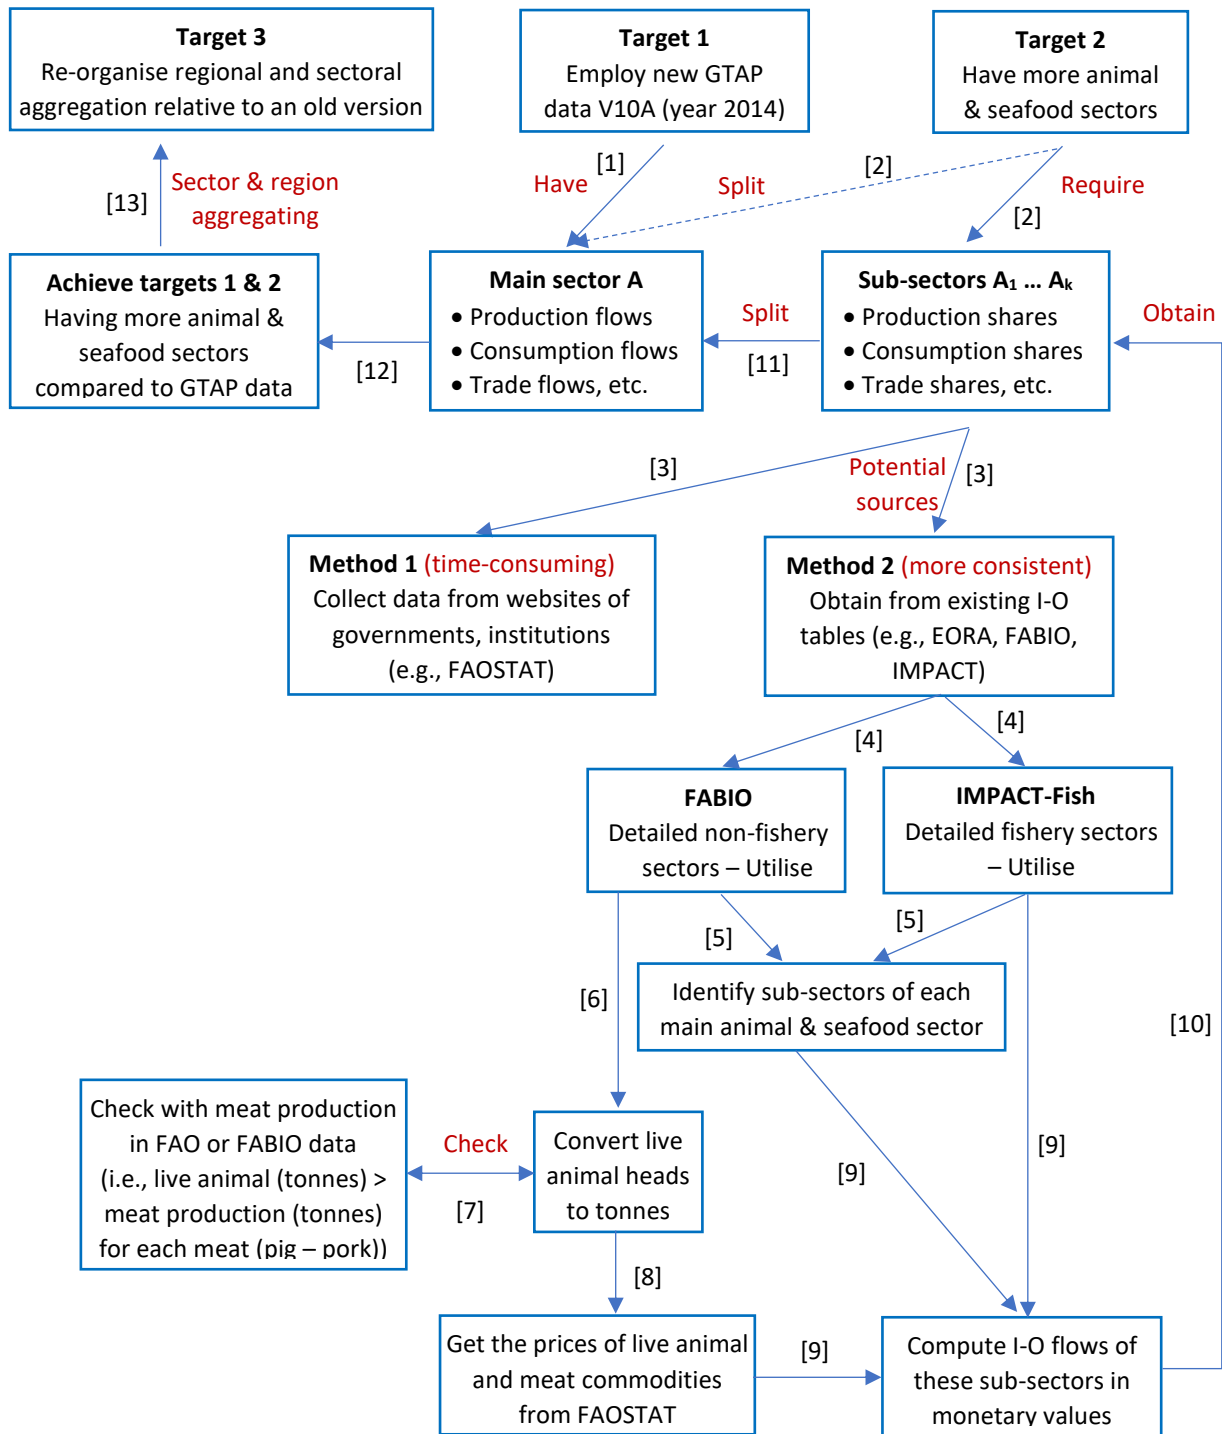 Target 3
Re-organise regional and sectoral
aggregation relative to an old version
Target 1
Employ new GTAP
data V10A (year 2014)
Target 2
Have more animal
& seafood sectors
[1]
Have
Split
[2]
Require
[2]
[13]
Sector & region
aggregating
Achieve targets 1 & 2
Having more animal &
seafood sectors
compared to GTAP data
[12]
Main sector A
• Production flows
• Consumption flows
• Trade flows, etc.
Split
[11]
Sub-sectors A₁ ... Aₖ
• Production shares
• Consumption shares
• Trade shares, etc.
Obtain
[3]
Potential
sources
[3]
Method 1 (time-consuming)
Collect data from websites of
governments, institutions
(e.g., FAOSTAT)
Method 2 (more consistent)
Obtain from existing I-O
tables (e.g., EORA, FABIO,
IMPACT)
[4]
[4]
FABIO
Detailed non-fishery
sectors – Utilise
IMPACT-Fish
Detailed fishery sectors
– Utilise
[5]
[5]
[6]
Identify sub-sectors of each
main animal & seafood sector
[10]
Check with meat production
in FAO or FABIO data
(i.e., live animal (tonnes) >
meat production (tonnes)
for each meat (pig – pork))
Check
[7]
Convert live
animal heads
to tonnes
[9]
[9]
[8]
Get the prices of live animal
and meat commodities
from FAOSTAT
[9]
Compute I-O flows of
these sub-sectors in
monetary values